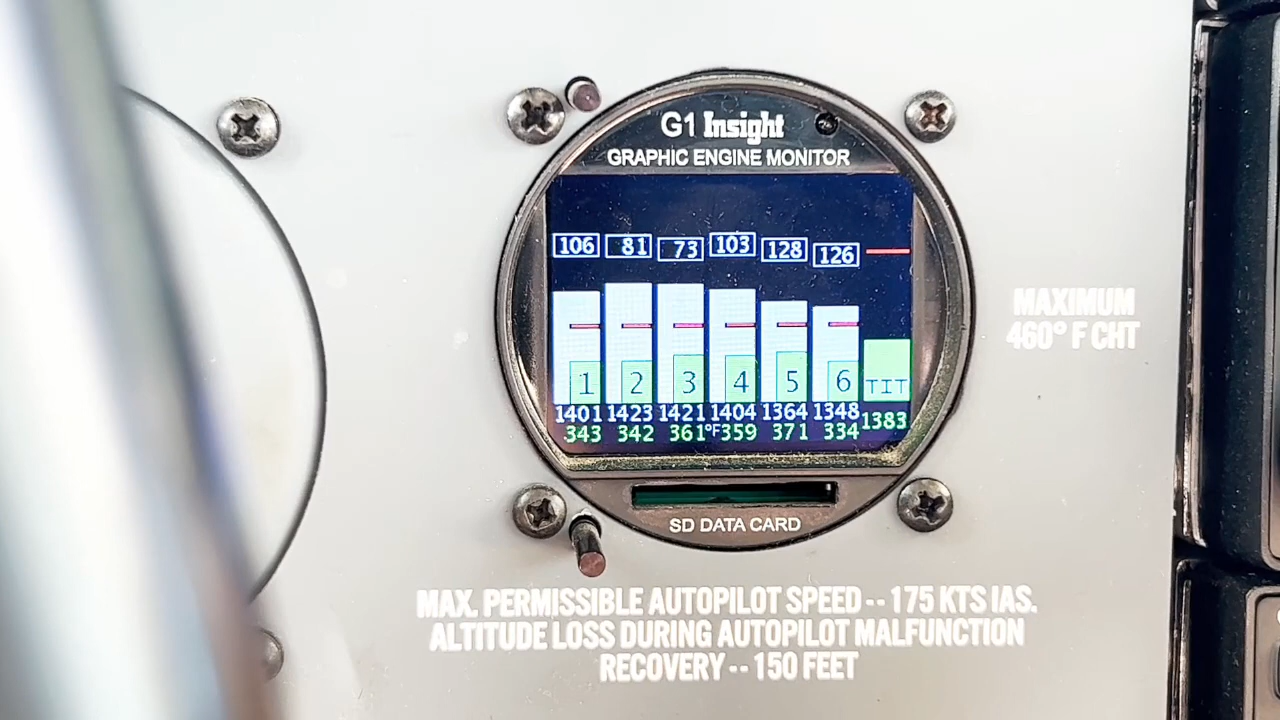 G1 Insight
GRAPHIC ENGINE MONITOR
106 81 73 103 128 126
1 2 3 4 5 6 TIT
1401 1423 1421 1404 1364 1348 1383
343 342 361°F 359 371 334
SD DATA CARD
MAXIMUM
460° F CHT
MAX. PERMISSIBLE AUTOPILOT SPEED -- 175 KTS IAS.
ALTITUDE LOSS DURING AUTOPILOT MALFUNCTION
RECOVERY -- 150 FEET